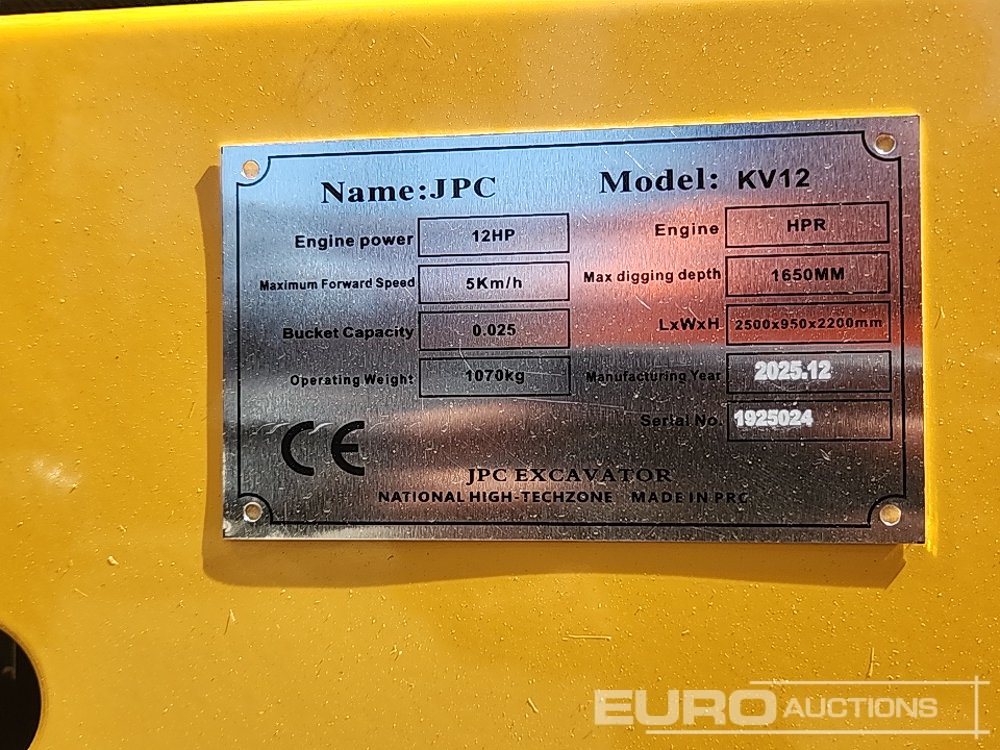 Name:JPC Model: KV12
Engine power 12HP Engine HPR
Maximum Forward Speed 5Km/h Max digging depth 1650MM
Bucket Capacity 0.025 LxWxH 2500x950x2200mm
Operating Weight 1070kg Manufacturing Year 2025.12
Serial No. 1925024
CE
JPC EXCAVATOR
NATIONAL HIGH-TECHZONE MADE IN PRC
EURO AUCTIONS